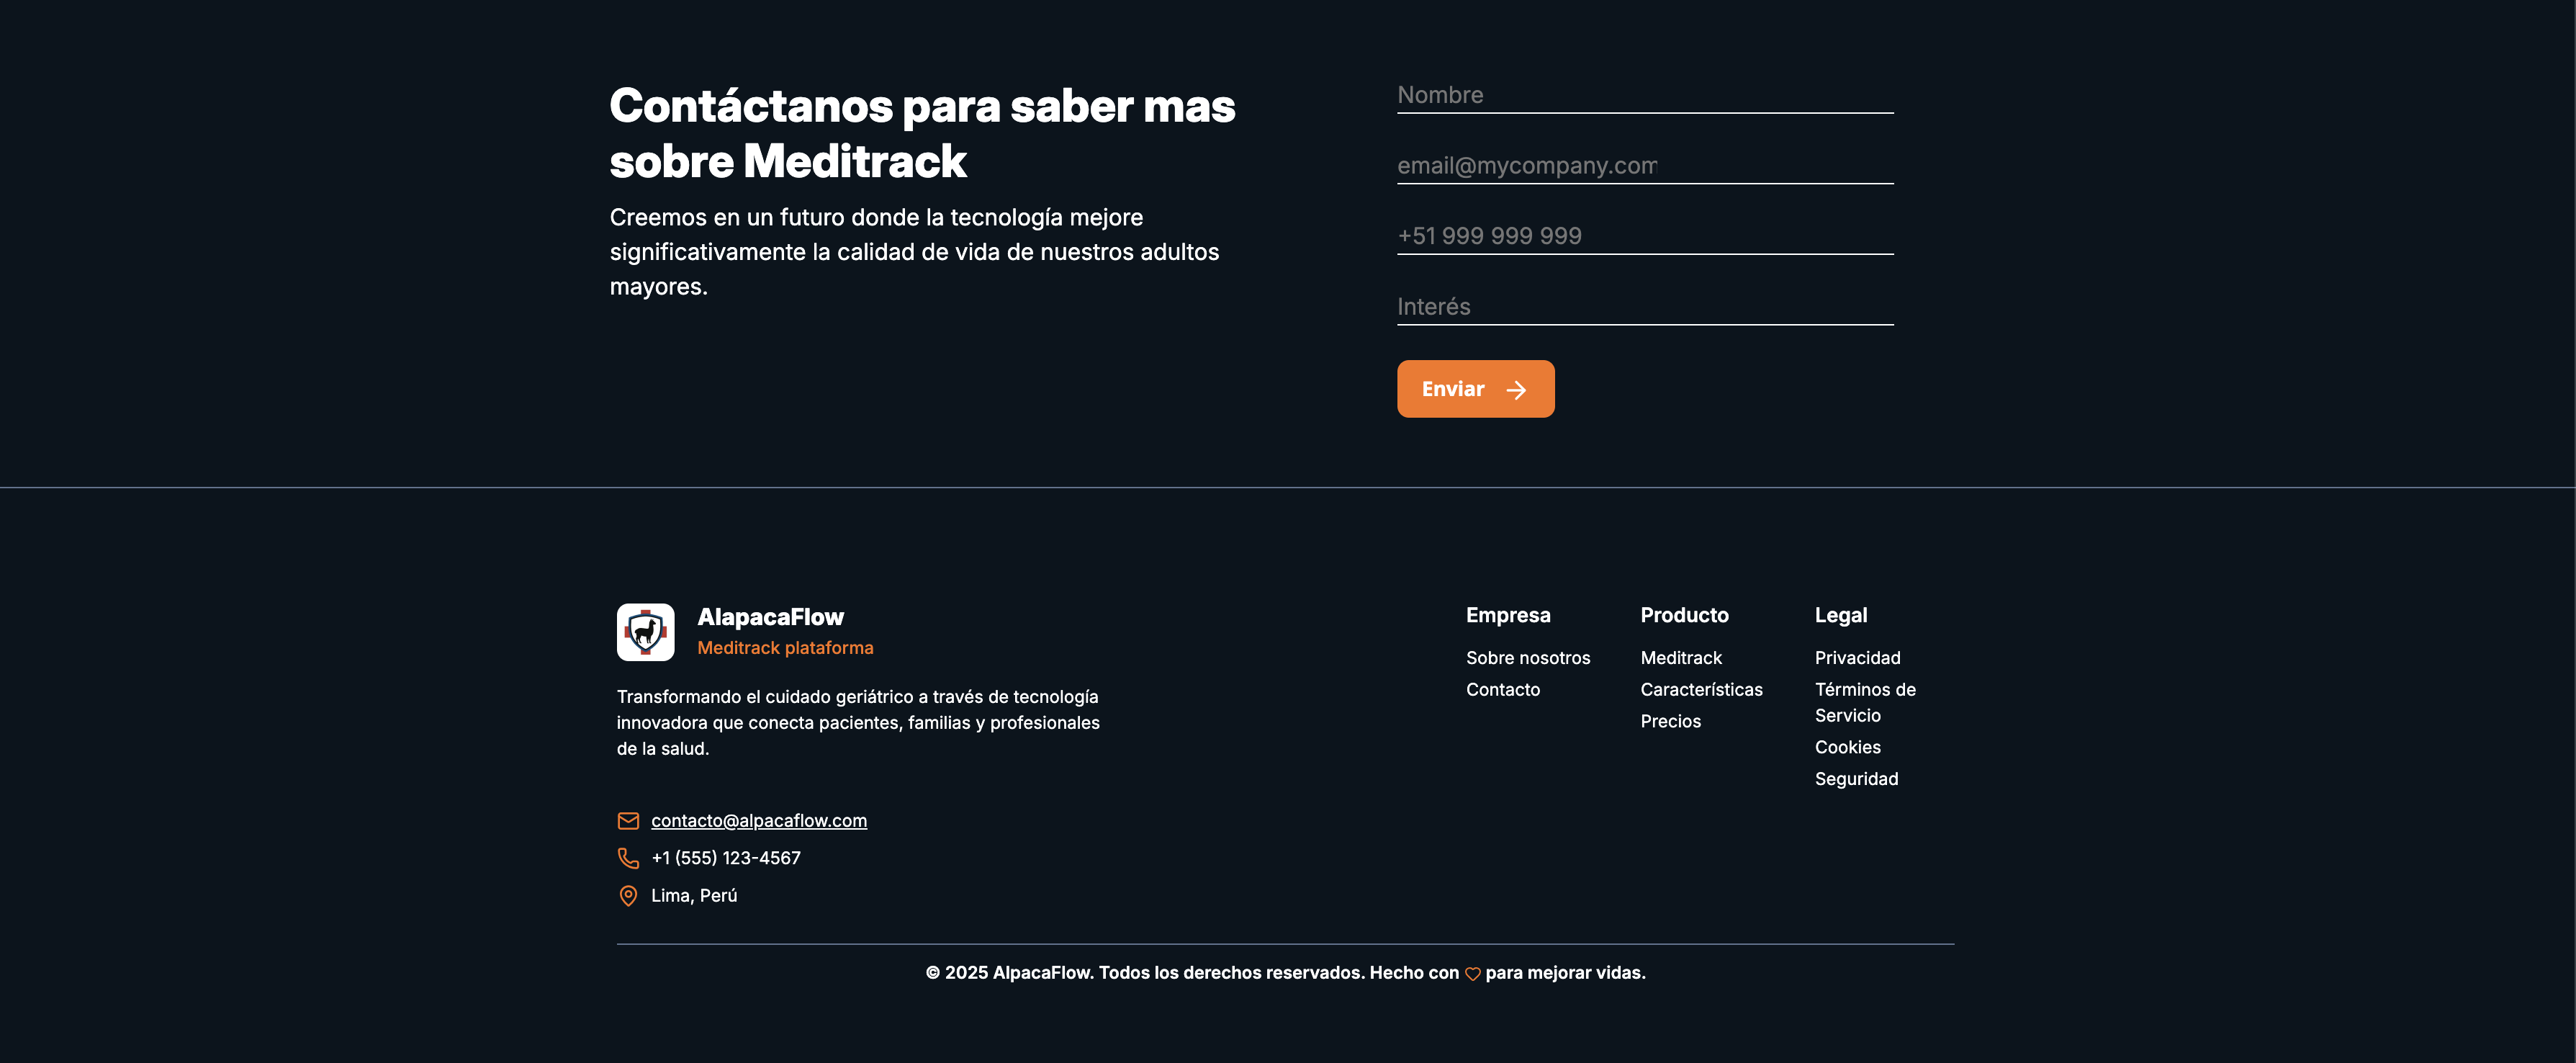 Contáctanos para saber mas
sobre Meditrack
Creemos en un futuro donde la tecnología mejore
significativamente la calidad de vida de nuestros adultos
mayores.
Nombre
email@mycompany.com
+51 999 999 999
Interés
Enviar
AlapacaFlow
Meditrack plataforma
Transformando el cuidado geriátrico a través de tecnología
innovadora que conecta pacientes, familias y profesionales
de la salud.
contacto@alpacaflow.com
+1 (555) 123-4567
Lima, Perú
Empresa
Sobre nosotros
Contacto
Producto
Meditrack
Características
Precios
Legal
Privacidad
Términos de
Servicio
Cookies
Seguridad
© 2025 AlpacaFlow. Todos los derechos reservados. Hecho con para mejorar vidas.